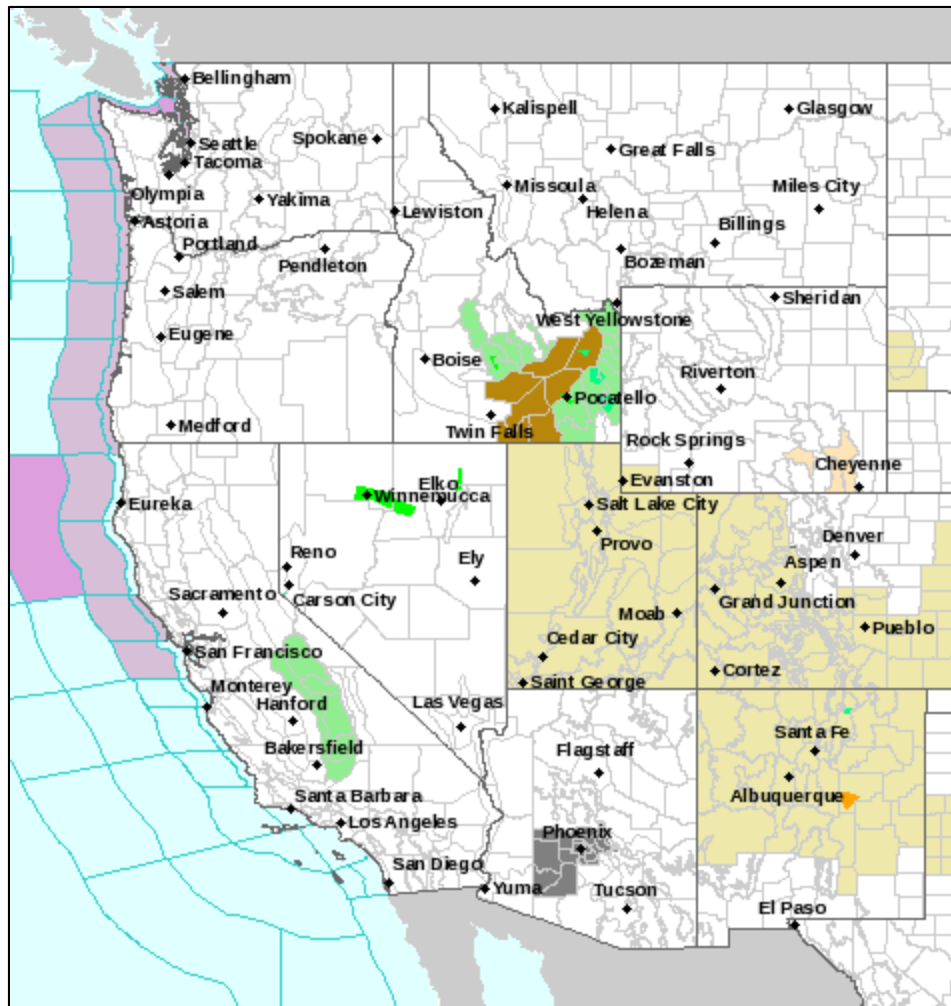 Bellingham
Kalispell
Glasgow
Spokane
Seattle
Great Falls
Tacoma
Missoula
Miles City
Olympia
Yakima
Helena
Lewiston
Astoria
Billings
Portland
Bozeman
Pendleton
Salem
Sheridan
West Yellowstone
Eugene
Boise
Riverton
Pocatello
Medford
Twin Falls
Rock Springs
Cheyenne
Elko
Evanston
Winnemucca
Eureka
Salt Lake City
Denver
Provo
Reno
Ely
Aspen
Sacramento
Carson City
Grand Junction
Moab
Pueblo
Cedar City
San Francisco
Cortez
Saint George
Monterey
Hanford
Las Vegas
Santa Fe
Bakersfield
Flagstaff
Santa Barbara
Albuquerque
Los Angeles
Phoenix
San Diego
Yuma
Tucson
El Paso